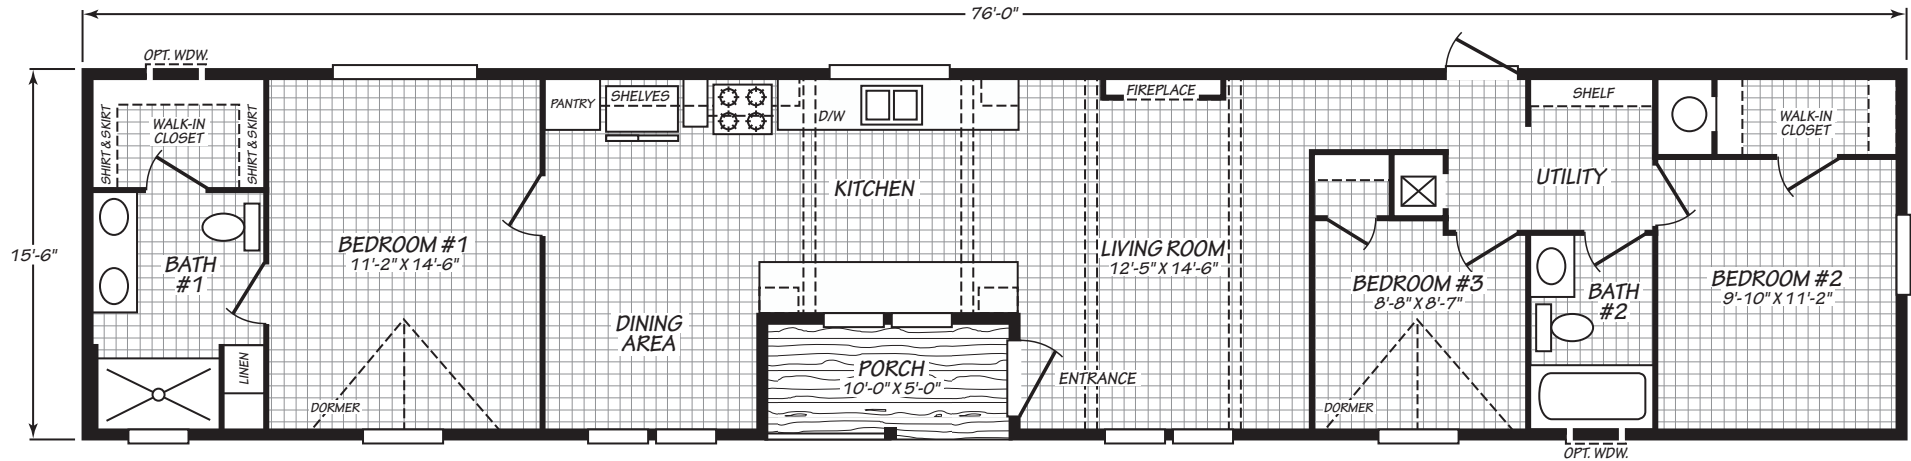 76'-0"
OPT. WDW.
15'-6"
SHIRT & SKIRT
WALK-IN
CLOSET
SHIRT & SKIRT
BATH
#1
LINEN
BEDROOM #1
11'-2" X 14'-6"
DORMER
PANTRY
SHELVES
D/W
KITCHEN
DINING
AREA
PORCH
10'-0" X 5'-0"
ENTRANCE
FIREPLACE
LIVING ROOM
12'-5" X 14'-6"
BEDROOM #3
8'-8" X 8'-7"
DORMER
SHELF
UTILITY
BATH
#2
OPT. WDW.
WALK-IN
CLOSET
BEDROOM #2
9'-10" X 11'-2"